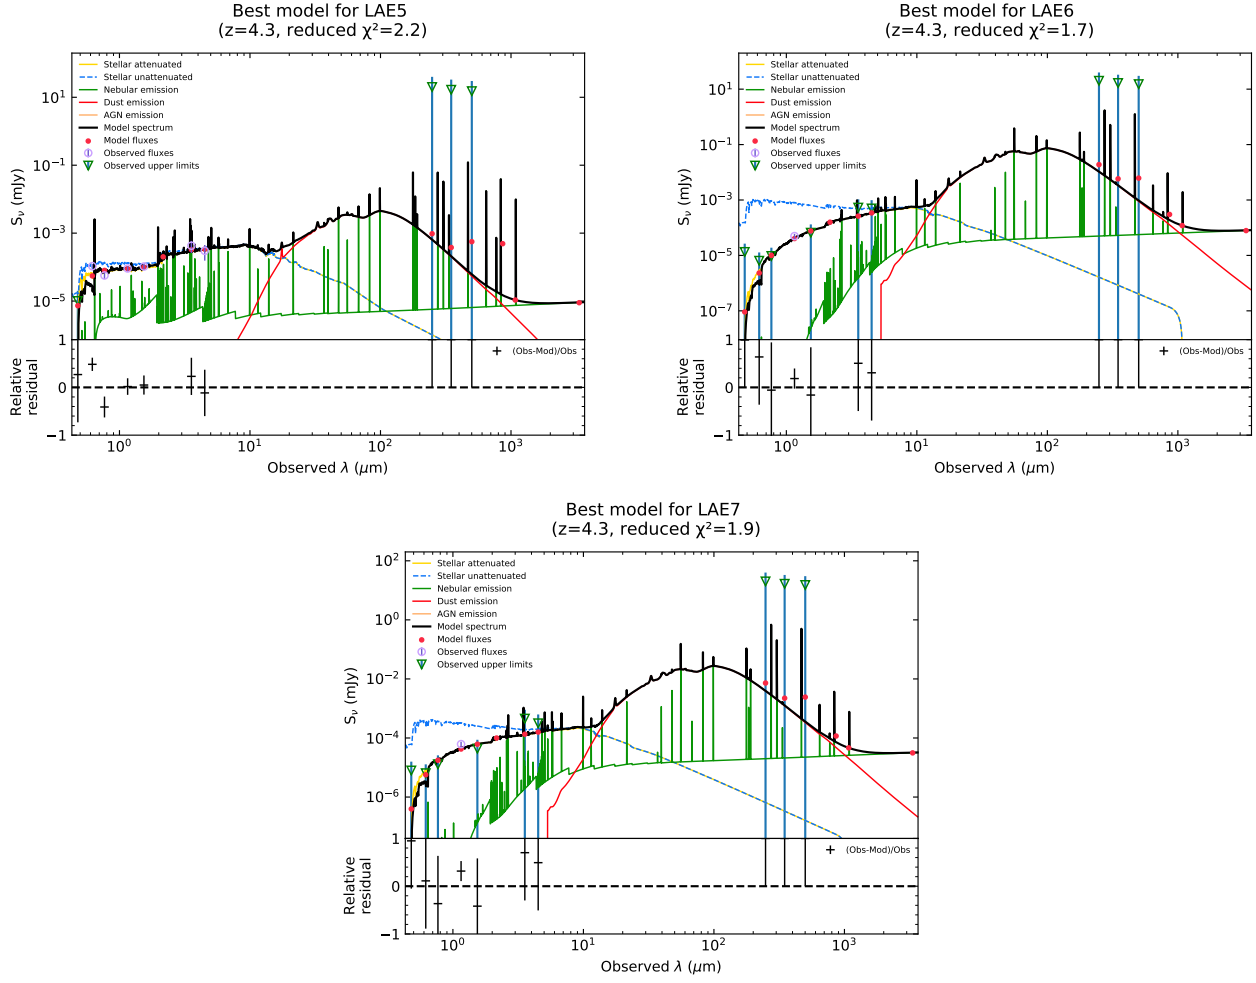 Best model for LAE5
(z=4.3, reduced χ²=2.2)
Stellar attenuated
Stellar unattenuated
Nebular emission
Dust emission
AGN emission
Model spectrum
Model fluxes
Observed fluxes
Observed upper limits
10¹
10⁻¹
10⁻³
10⁻⁵
Sν (mJy)
1
0
−1
Relative
residual
(Obs-Mod)/Obs
10⁰
10¹
10²
10³
Observed λ (μm)
Best model for LAE6
(z=4.3, reduced χ²=1.7)
Stellar attenuated
Stellar unattenuated
Nebular emission
Dust emission
AGN emission
Model spectrum
Model fluxes
Observed fluxes
Observed upper limits
10¹
10⁻¹
10⁻³
10⁻⁵
10⁻⁷
Sν (mJy)
1
0
−1
Relative
residual
(Obs-Mod)/Obs
10⁰
10¹
10²
10³
Observed λ (μm)
Best model for LAE7
(z=4.3, reduced χ²=1.9)
Stellar attenuated
Stellar unattenuated
Nebular emission
Dust emission
AGN emission
Model spectrum
Model fluxes
Observed fluxes
Observed upper limits
10²
10⁰
10⁻²
10⁻⁴
10⁻⁶
Sν (mJy)
1
0
−1
Relative
residual
(Obs-Mod)/Obs
10⁰
10¹
10²
10³
Observed λ (μm)